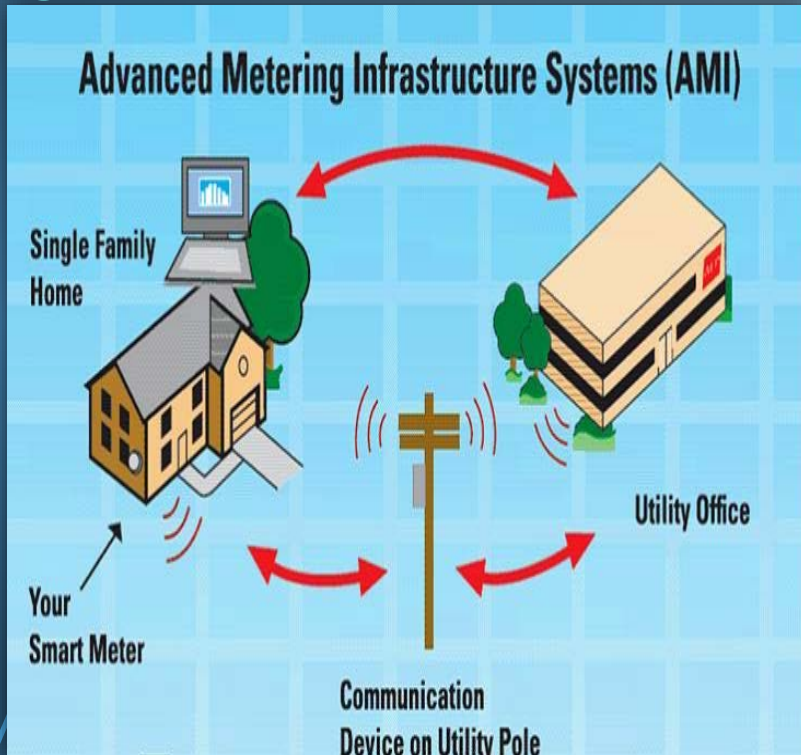 Advanced Metering Infrastructure Systems (AMI)
Single Family
Home
Utility Office
Your
Smart Meter
Communication
Device on Utility Pole